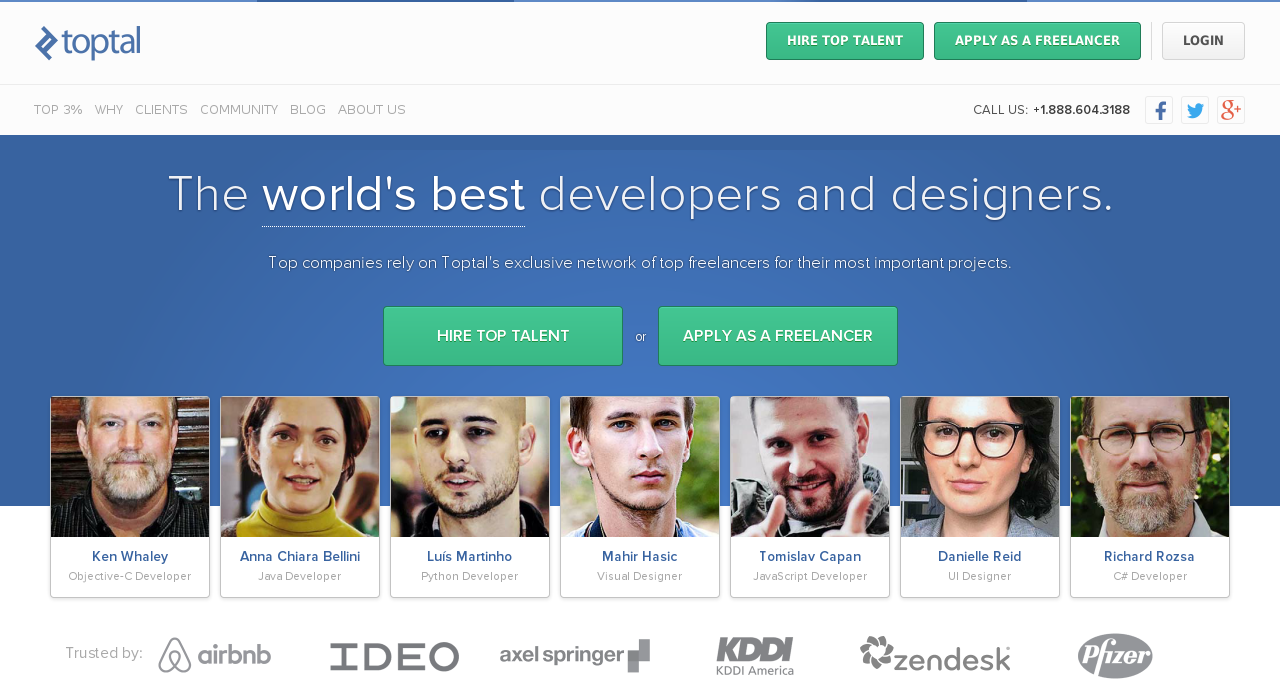 toptal
HIRE TOP TALENT
APPLY AS A FREELANCER
LOGIN
TOP 3% WHY CLIENTS COMMUNITY BLOG ABOUT US
CALL US: +1.888.604.3188
The world's best developers and designers.
Top companies rely on Toptal's exclusive network of top freelancers for their most important projects.
HIRE TOP TALENT or APPLY AS A FREELANCER
Ken Whaley
Objective-C Developer
Anna Chiara Bellini
Java Developer
Luís Martinho
Python Developer
Mahir Hasic
Visual Designer
Tomislav Capan
JavaScript Developer
Danielle Reid
UI Designer
Richard Rozsa
C# Developer
Trusted by:
airbnb
IDEO
axel springer
KDDI
KDDI America
zendesk
Pfizer